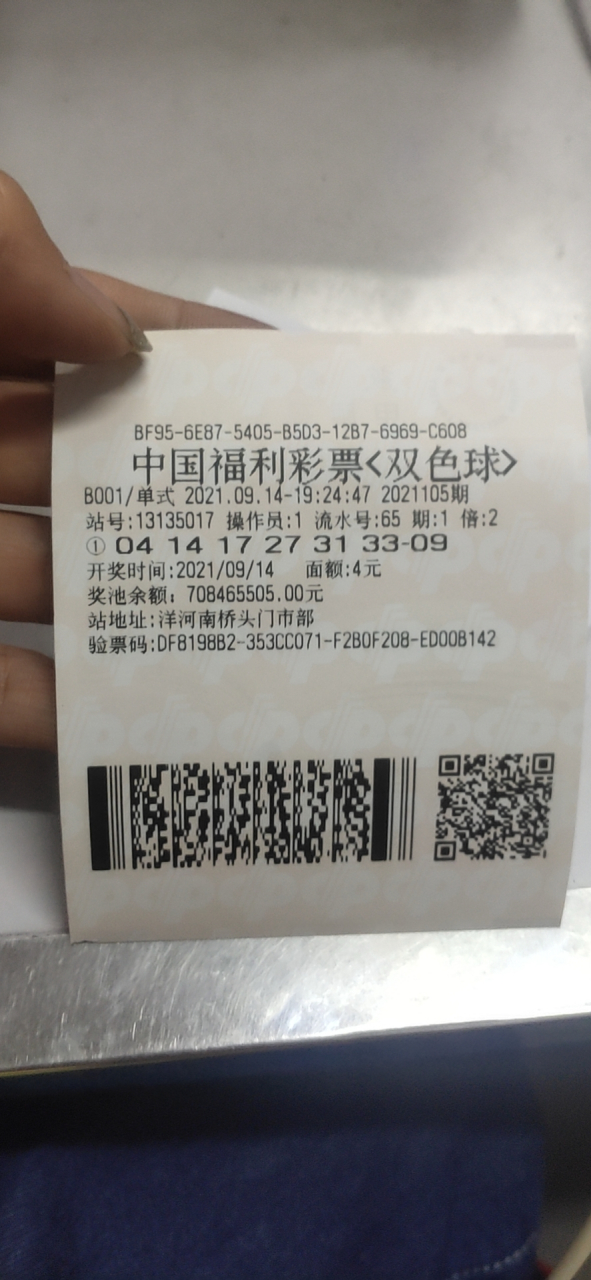 BF95-6E87-5405-B5D3-12B7-6969-C608
中国福利彩票<双色球>
B001/单式 2021.09.14-19:24:47 2021105期
站号:13135017 操作员:1 流水号:65 期:1 倍:2
① 04 14 17 27 31 33-09
开奖时间:2021/09/14 面额:4元
奖池余额：708465505.00元
站地址:洋河南桥头门市部
验票码:DF8198B2-353CC071-F2B0F208-ED00B142